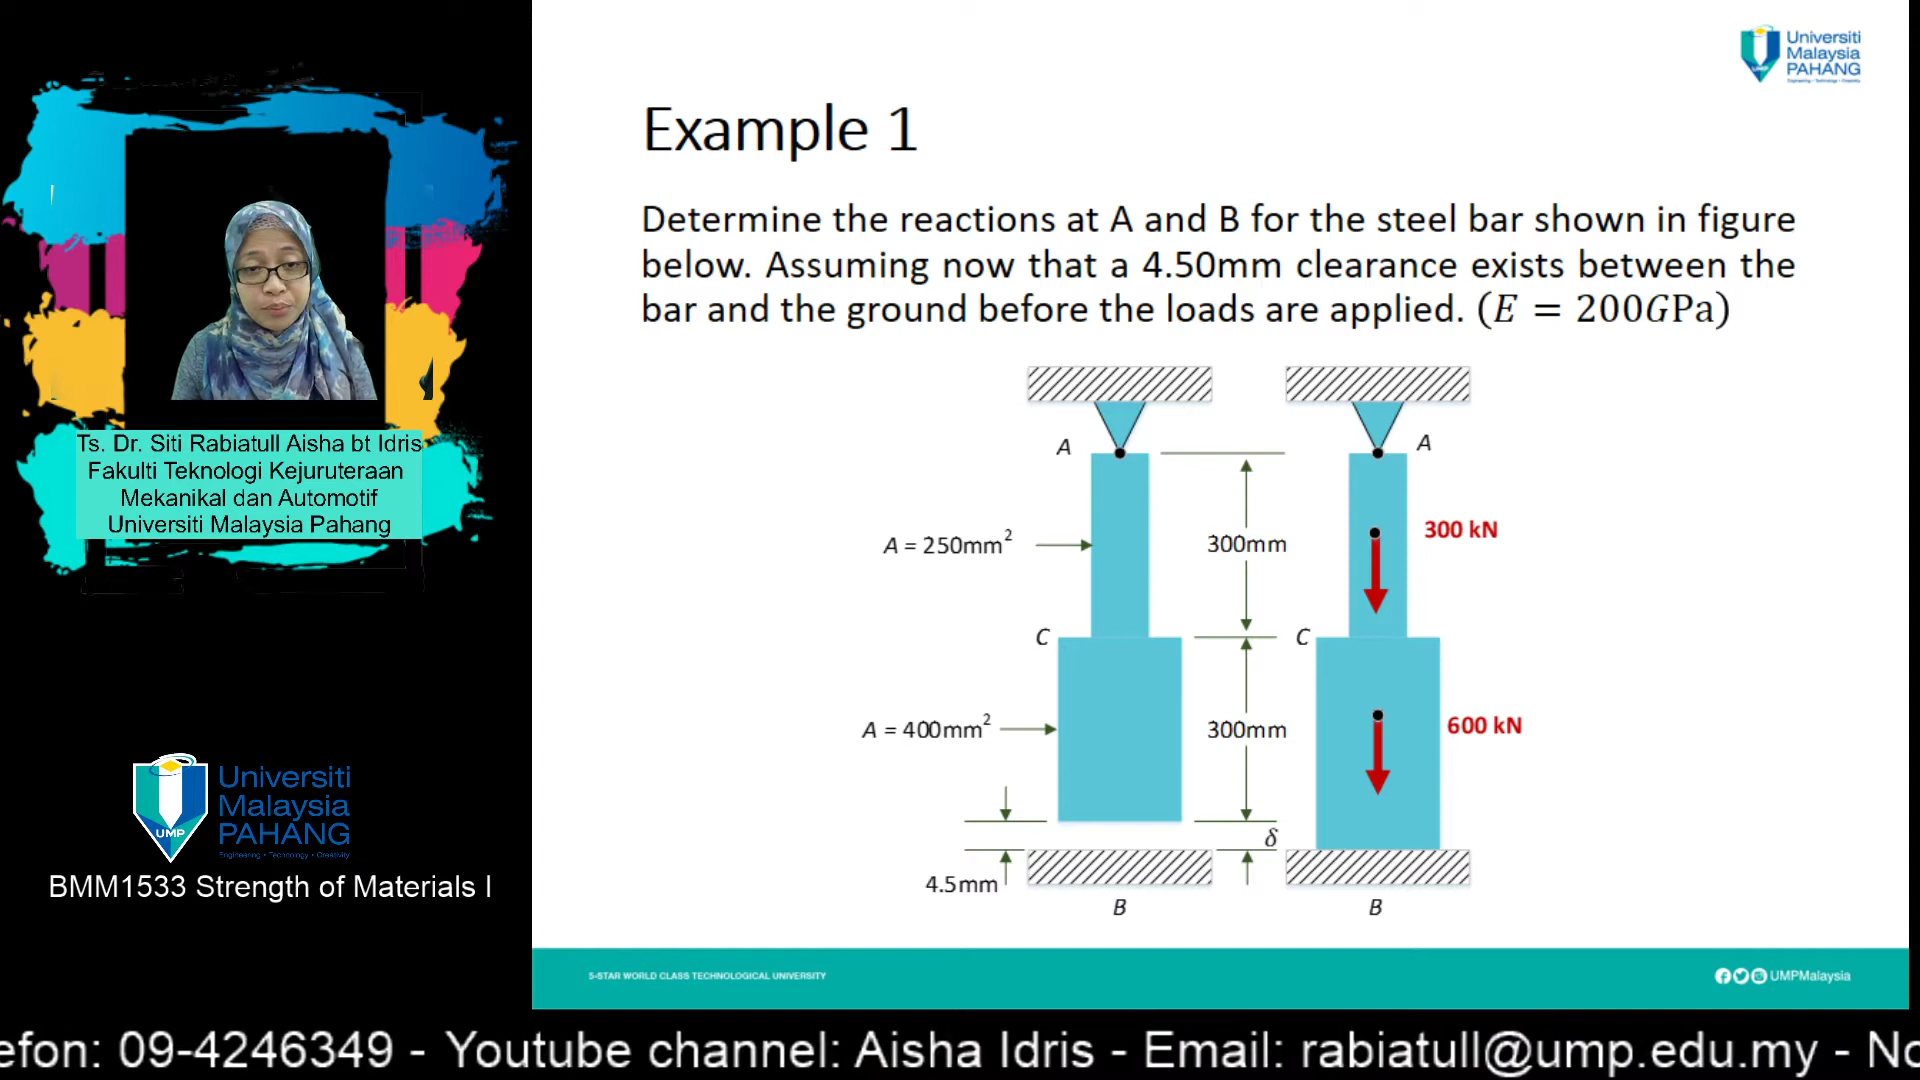 Universiti
Malaysia
PAHANG
Engineering • Technology • Creativity
Example 1
Determine the reactions at A and B for the steel bar shown in figure
below. Assuming now that a 4.50mm clearance exists between the
bar and the ground before the loads are applied. (E = 200GPa)
A
A
A = 250mm²
300mm
300 kN
C
C
A = 400mm²
300mm
600 kN
δ
4.5mm
B
B
5-STAR WORLD CLASS TECHNOLOGICAL UNIVERSITY
UMPMalaysia
Ts. Dr. Siti Rabiatull Aisha bt Idris
Fakulti Teknologi Kejuruteraan
Mekanikal dan Automotif
Universiti Malaysia Pahang
UMP
Universiti
Malaysia
PAHANG
Engineering • Technology • Creativity
BMM1533 Strength of Materials I
efon: 09-4246349 - Youtube channel: Aisha Idris - Email: rabiatull@ump.edu.my - No